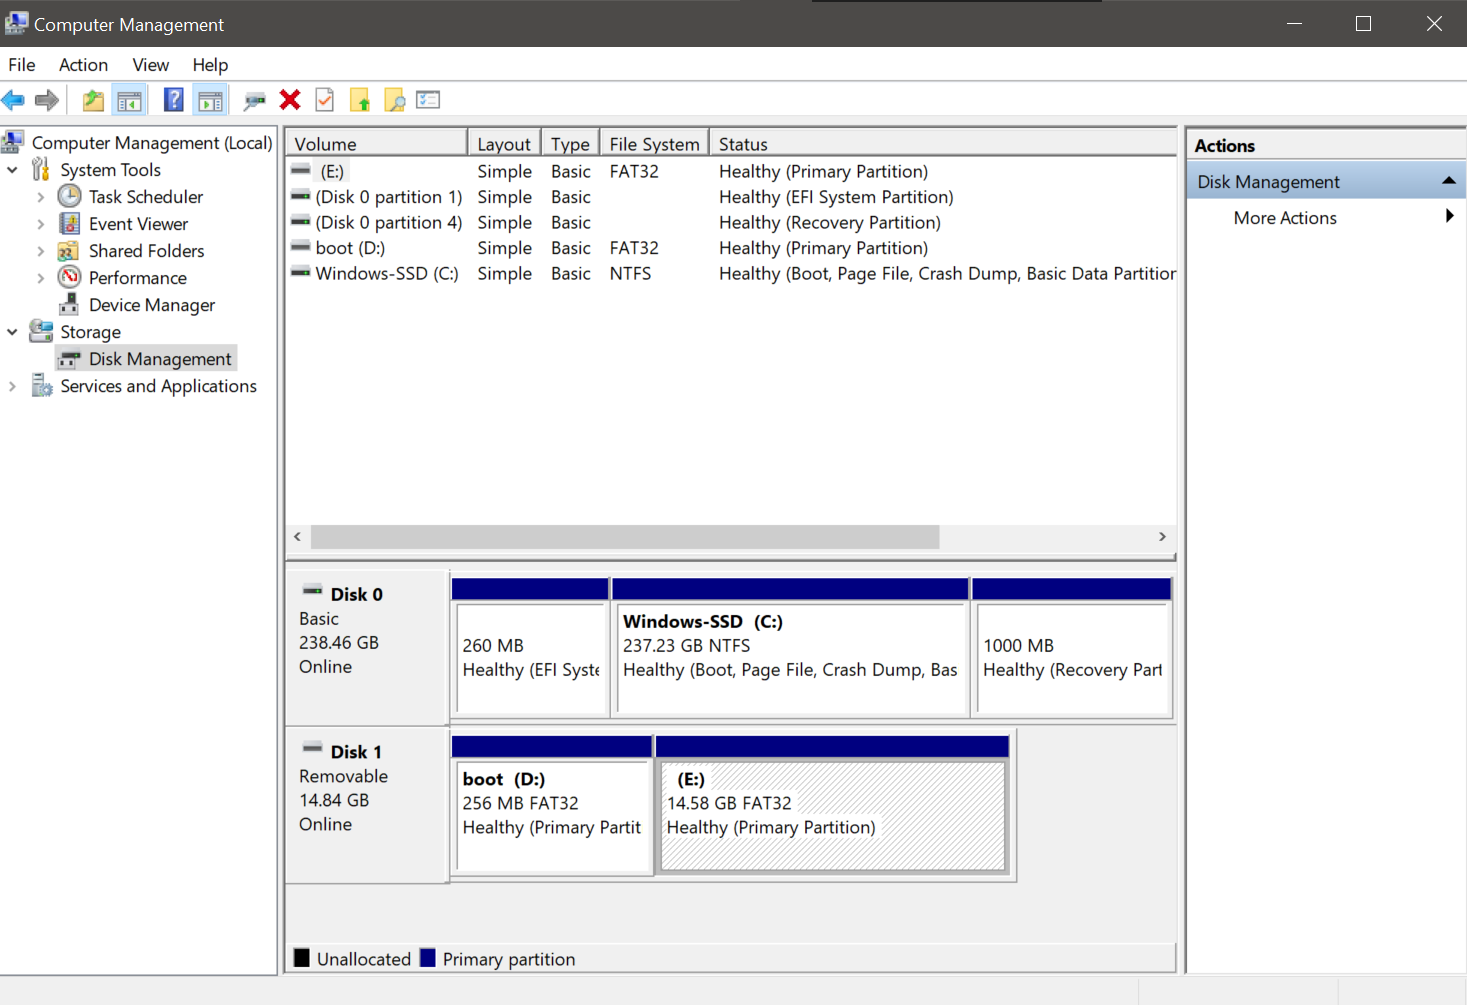 Computer Management
File Action View Help
Computer Management (Local)
System Tools
Task Scheduler
Event Viewer
Shared Folders
Performance
Device Manager
Storage
Disk Management
Services and Applications
Volume Layout Type File System Status
(E:) Simple Basic FAT32 Healthy (Primary Partition)
(Disk 0 partition 1) Simple Basic Healthy (EFI System Partition)
(Disk 0 partition 4) Simple Basic Healthy (Recovery Partition)
boot (D:) Simple Basic FAT32 Healthy (Primary Partition)
Windows-SSD (C:) Simple Basic NTFS Healthy (Boot, Page File, Crash Dump, Basic Data Partition
Disk 0
Basic
238.46 GB
Online
260 MB
Healthy (EFI Syste
Windows-SSD (C:)
237.23 GB NTFS
Healthy (Boot, Page File, Crash Dump, Bas
1000 MB
Healthy (Recovery Part
Disk 1
Removable
14.84 GB
Online
boot (D:)
256 MB FAT32
Healthy (Primary Partit
(E:)
14.58 GB FAT32
Healthy (Primary Partition)
Unallocated Primary partition
Actions
Disk Management
More Actions